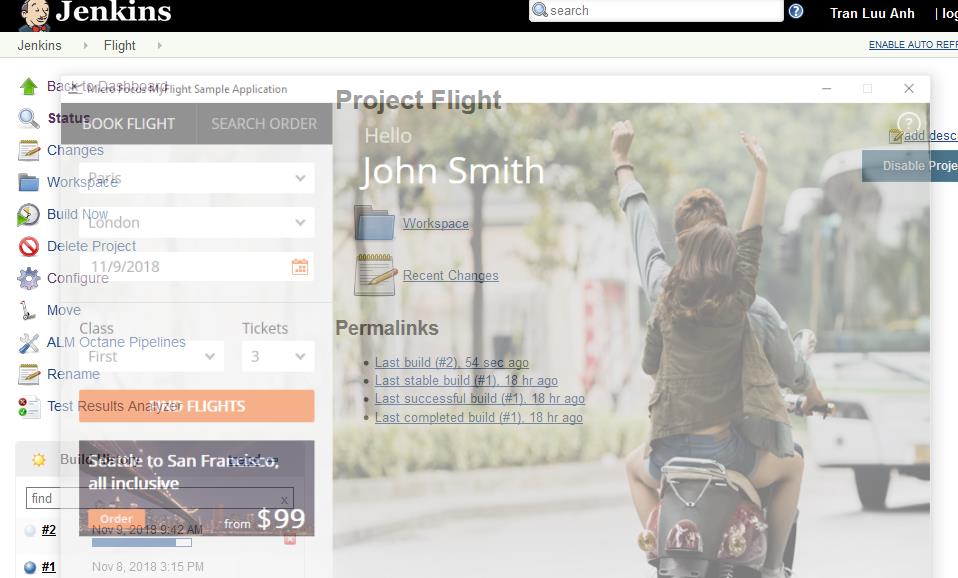 Jenkins
search
?
Tran Luu Anh
| log
Jenkins
Flight
ENABLE AUTO REFR
Back to Dashboard
Status
Changes
Workspace
Build Now
Delete Project
Configure
Move
ALM Octane Pipelines
Rename
Test Results Analyzer
Build History
find
x
#2
Nov 9, 2018 9:42 AM
#1
Nov 8, 2018 3:15 PM
Micro Focus MyFlight Sample Application
BOOK FLIGHT
SEARCH ORDER
Paris
London
11/9/2018
Class
Tickets
First
3
FIND FLIGHTS
Seattle to San Francisco,
all inclusive
Order
from $99
Project Flight
Hello
John Smith
?
add desc
Disable Proje
Workspace
Recent Changes
Permalinks
Last build (#2), 54 sec ago
Last stable build (#1), 18 hr ago
Last successful build (#1), 18 hr ago
Last completed build (#1), 18 hr ago